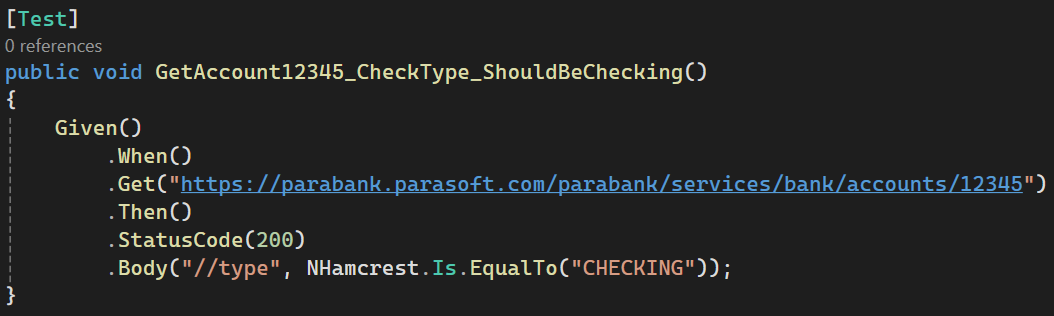 [Test]
0 references
public void GetAccount12345_CheckType_ShouldBeChecking()
{
    Given()
        .When()
        .Get("https://parabank.parasoft.com/parabank/services/bank/accounts/12345")
        .Then()
        .StatusCode(200)
        .Body("//type", NHamcrest.Is.EqualTo("CHECKING"));
}